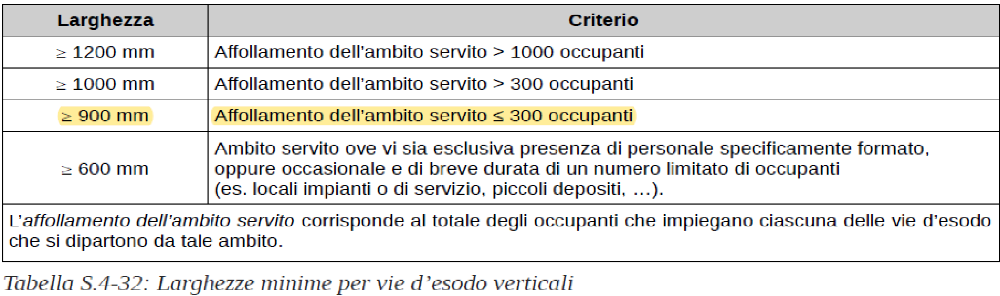 Larghezza Criterio
≥ 1200 mm Affollamento dell'ambito servito > 1000 occupanti
≥ 1000 mm Affollamento dell'ambito servito > 300 occupanti
≥ 900 mm Affollamento dell'ambito servito ≤ 300 occupanti
Ambito servito ove vi sia esclusiva presenza di personale specificamente formato,
≥ 600 mm oppure occasionale e di breve durata di un numero limitato di occupanti
(es. locali impianti o di servizio, piccoli depositi, …).
L'affollamento dell'ambito servito corrisponde al totale degli occupanti che impiegano ciascuna delle vie d'esodo
che si dipartono da tale ambito.
Tabella S.4-32: Larghezze minime per vie d'esodo verticali